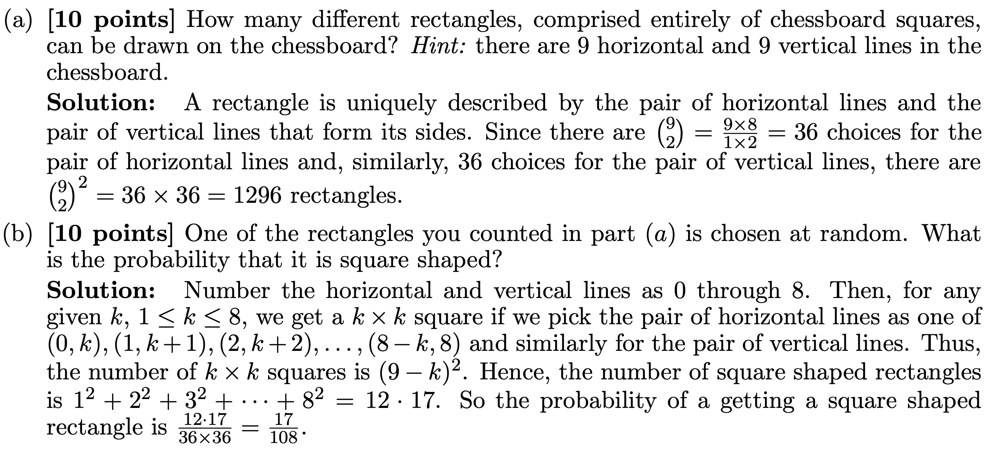 (a) [10 points] How many different rectangles, comprised entirely of chessboard squares,
can be drawn on the chessboard? Hint: there are 9 horizontal and 9 vertical lines in the
chessboard.
Solution: A rectangle is uniquely described by the pair of horizontal lines and the
pair of vertical lines that form its sides. Since there are $\binom{9}{2} = \frac{9 \times 8}{1 \times 2} = 36$ choices for the
pair of horizontal lines and, similarly, 36 choices for the pair of vertical lines, there are
$\binom{9}{2}^2 = 36 \times 36 = 1296$ rectangles.
(b) [10 points] One of the rectangles you counted in part (a) is chosen at random. What
is the probability that it is square shaped?
Solution: Number the horizontal and vertical lines as 0 through 8. Then, for any
given $k$, $1 \leq k \leq 8$, we get a $k \times k$ square if we pick the pair of horizontal lines as one of
$(0, k), (1, k+1), (2, k+2), \ldots, (8-k, 8)$ and similarly for the pair of vertical lines. Thus,
the number of $k \times k$ squares is $(9-k)^2$. Hence, the number of square shaped rectangles
is $1^2 + 2^2 + 3^2 + \cdots + 8^2 = 12 \cdot 17$. So the probability of a getting a square shaped
rectangle is $\frac{12 \cdot 17}{36 \times 36} = \frac{17}{108}$.